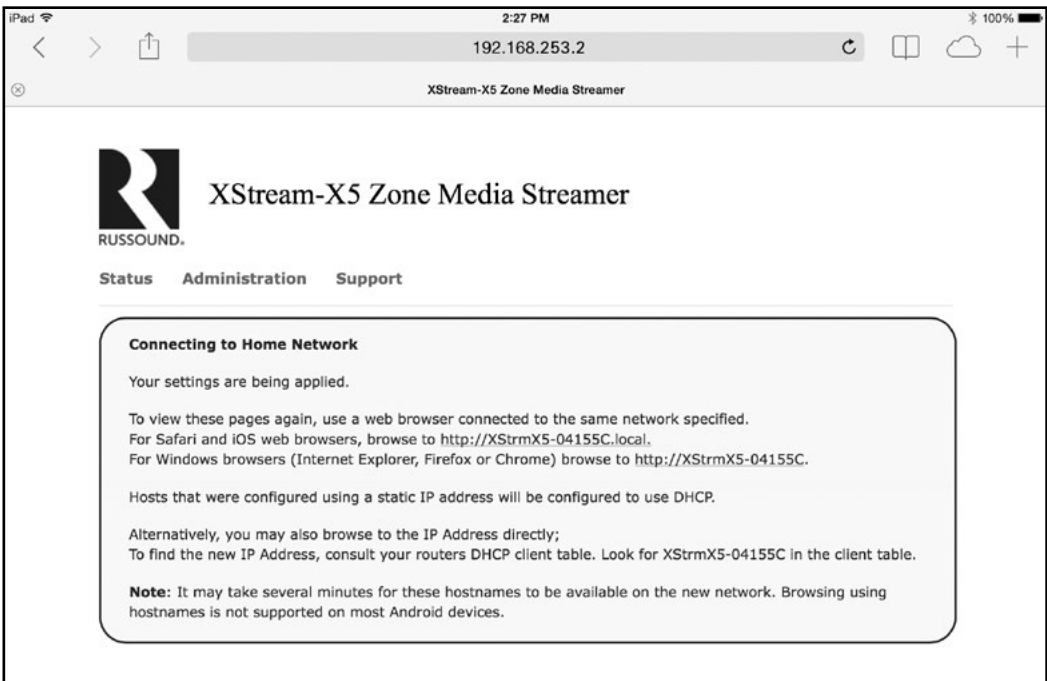 iPad 2:27 PM 100%
192.168.253.2
XStream-X5 Zone Media Streamer
XStream-X5 Zone Media Streamer
RUSSOUND.
Status Administration Support
Connecting to Home Network
Your settings are being applied.
To view these pages again, use a web browser connected to the same network specified.
For Safari and iOS web browsers, browse to http://XStrmX5-04155C.local.
For Windows browsers (Internet Explorer, Firefox or Chrome) browse to http://XStrmX5-04155C.
Hosts that were configured using a static IP address will be configured to use DHCP.
Alternatively, you may also browse to the IP Address directly;
To find the new IP Address, consult your routers DHCP client table. Look for XStrmX5-04155C in the client table.
Note: It may take several minutes for these hostnames to be available on the new network. Browsing using
hostnames is not supported on most Android devices.